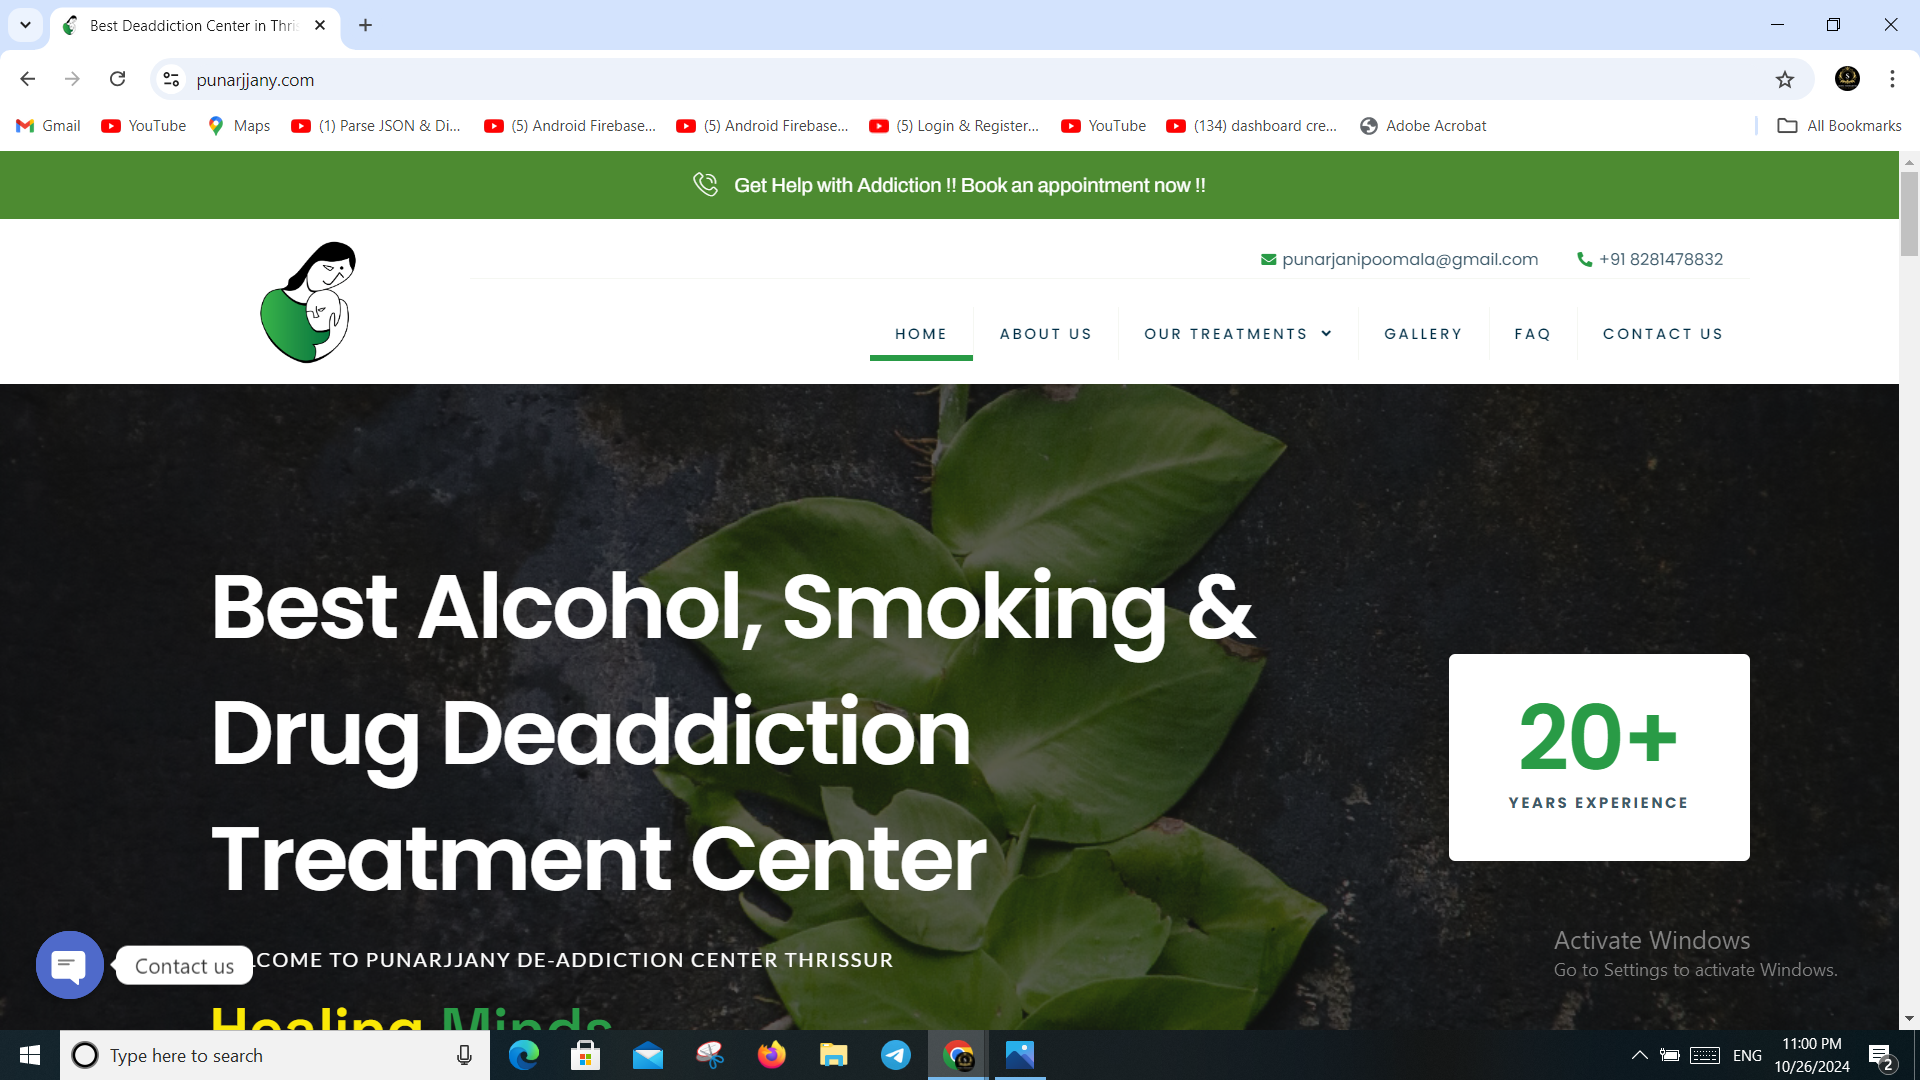 Best Deaddiction Center in Thris
punarjjany.com
Gmail
YouTube
Maps
(1) Parse JSON & Di...
(5) Android Firebase...
(5) Android Firebase...
(5) Login & Register...
YouTube
(134) dashboard cre...
Adobe Acrobat
All Bookmarks
Get Help with Addiction !! Book an appointment now !!
punarjanipoomala@gmail.com
+91 8281478832
HOME
ABOUT US
OUR TREATMENTS
GALLERY
FAQ
CONTACT US
Best Alcohol, Smoking &
Drug Deaddiction
Treatment Center
20+
YEARS EXPERIENCE
Contact us
LCOME TO PUNARJJANY DE-ADDICTION CENTER THRISSUR
Healing Minds
Activate Windows
Go to Settings to activate Windows.
Type here to search
ENG
11:00 PM
10/26/2024
2